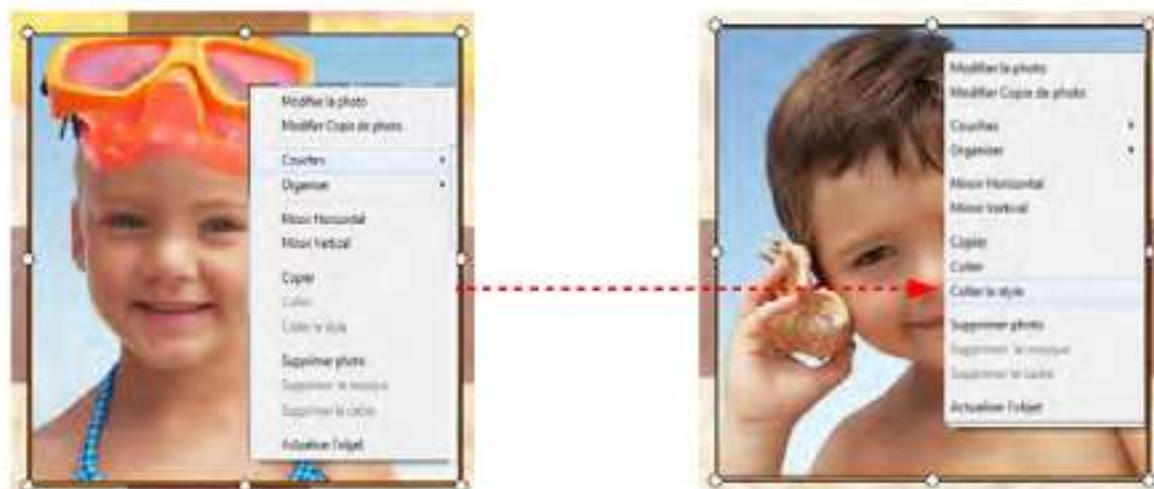 Modifier la photo
Modifier Copie de photo
Couches
Organiser
Miroir Horizontal
Miroir Vertical
Copier
Coller
Coller le style
Supprimer photo
Supprimer le masque
Supprimer le cadre
Actualiser l'objet
Modifier la photo
Modifier Copie de photo
Couches
Organiser
Miroir Horizontal
Miroir Vertical
Copier
Coller
Coller le style
Supprimer photo
Supprimer le masque
Supprimer le cadre
Actualiser l'objet